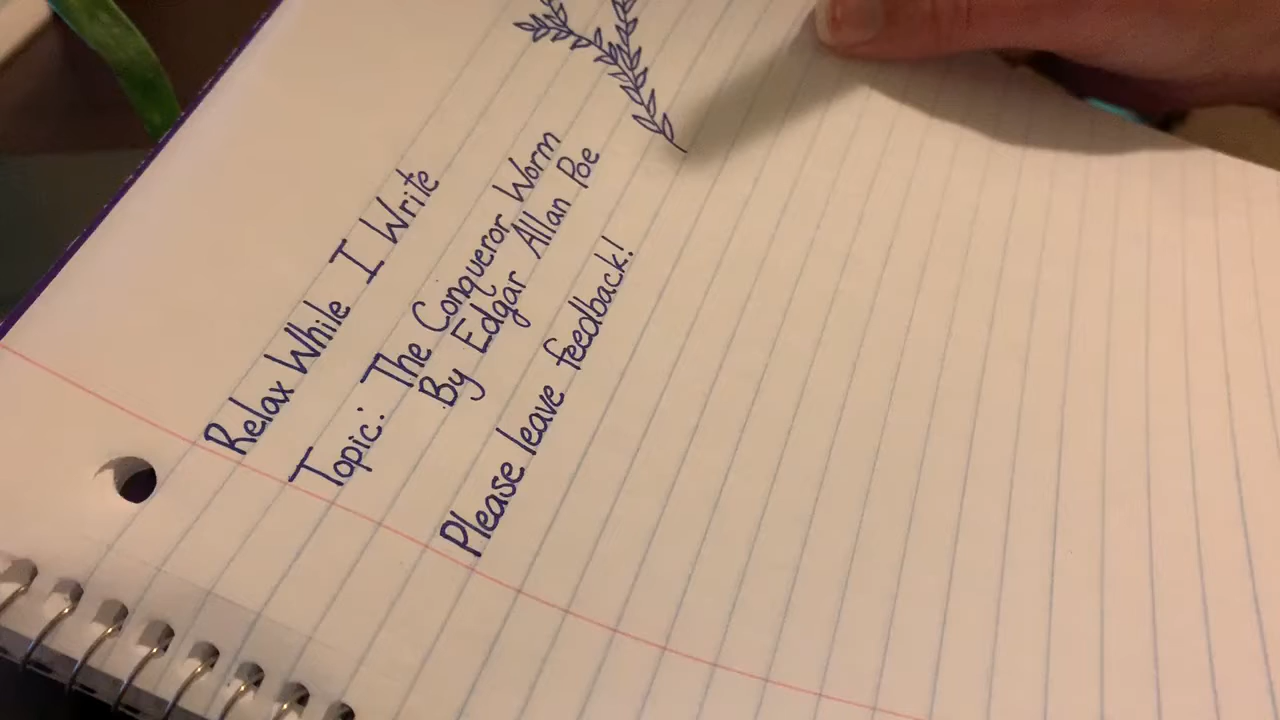 Relax While I Write
Topic: The Conqueror Worm
By Edgar Allan Poe
Please leave feedback!